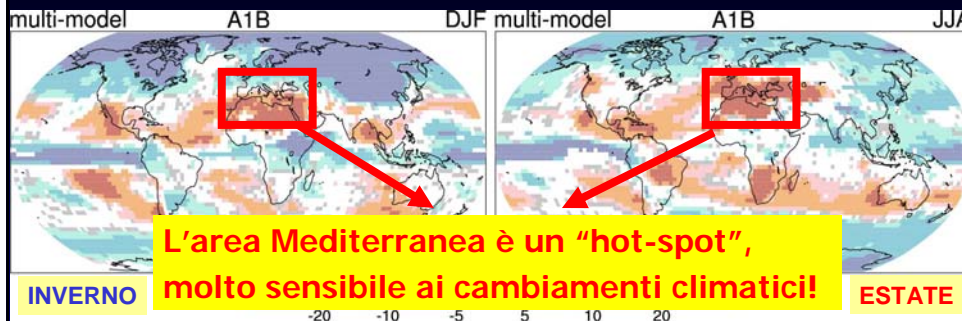 multi-model A1B DJF multi-model A1B JJA
L'area Mediterranea è un “hot-spot”,
molto sensibile ai cambiamenti climatici!
INVERNO ESTATE
-20 -10 -5 5 10 20